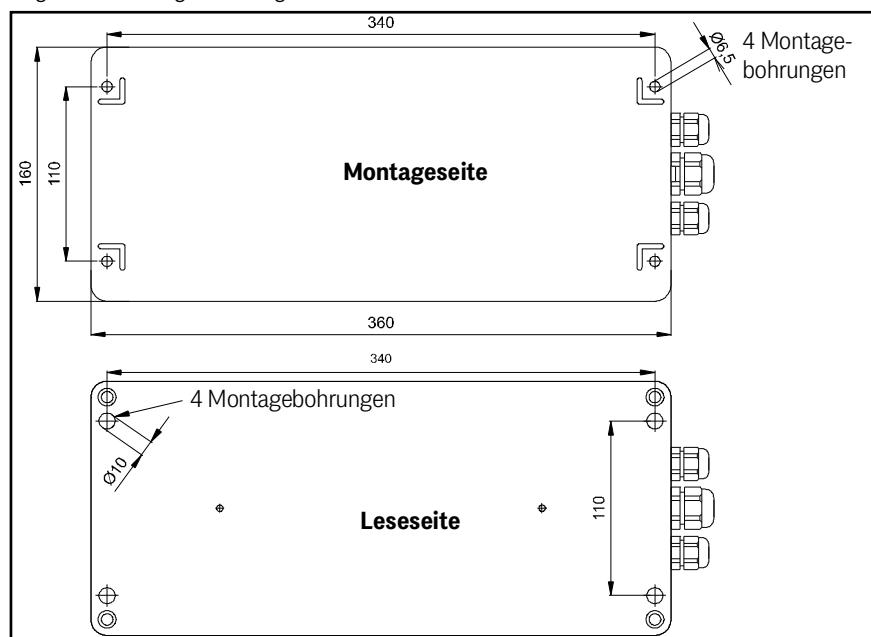 340
Ø6,5
4 Montage-
bohrungen
160
110
Montageseite
360
340
4 Montagebohrungen
Ø10
110
Leseseite